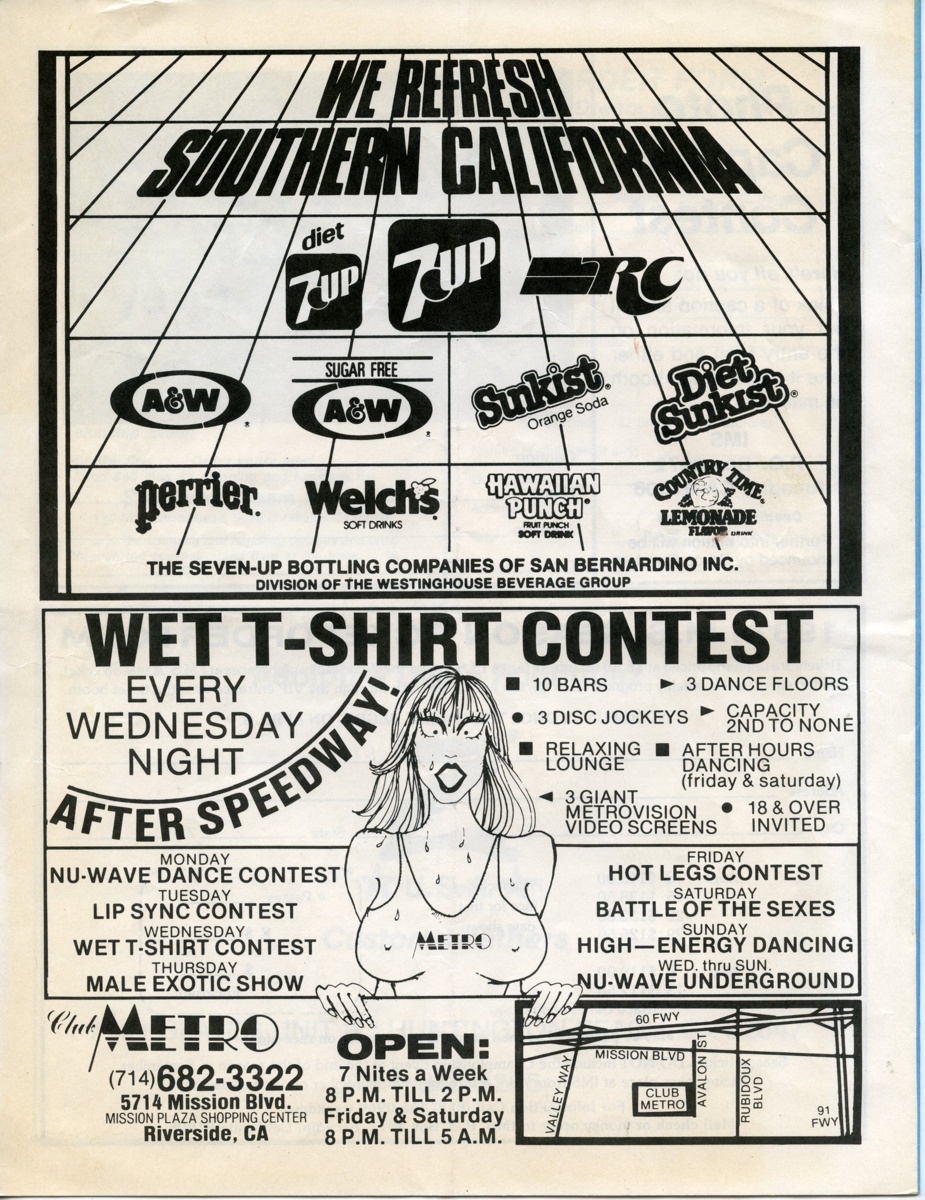 WE REFRESH
SOUTHERN CALIFORNIA
diet
7UP
7UP
RC
A&W
SUGAR FREE
A&W
Sunkist®
Orange Soda
Diet
Sunkist®
perrier.
Welch's
SOFT DRINKS
HAWAIIAN
PUNCH®
FRUIT PUNCH
SOFT DRINK
COUNTRY TIME®
LEMONADE
FLAVOR DRINK
THE SEVEN-UP BOTTLING COMPANIES OF SAN BERNARDINO INC.
DIVISION OF THE WESTINGHOUSE BEVERAGE GROUP
WET T-SHIRT CONTEST
EVERY
WEDNESDAY
NIGHT
AFTER SPEEDWAY!
■ 10 BARS
► 3 DANCE FLOORS
● 3 DISC JOCKEYS
► CAPACITY
2ND TO NONE
■ RELAXING
LOUNGE
■ AFTER HOURS
DANCING
(friday & saturday)
◄ 3 GIANT
METROVISION
VIDEO SCREENS
● 18 & OVER
INVITED
MONDAY
NU-WAVE DANCE CONTEST
TUESDAY
LIP SYNC CONTEST
WEDNESDAY
WET T-SHIRT CONTEST
THURSDAY
MALE EXOTIC SHOW
METRO
FRIDAY
HOT LEGS CONTEST
SATURDAY
BATTLE OF THE SEXES
SUNDAY
HIGH—ENERGY DANCING
WED. thru SUN.
NU-WAVE UNDERGROUND
Club METRO
(714)682-3322
5714 Mission Blvd.
MISSION PLAZA SHOPPING CENTER
Riverside, CA
OPEN:
7 Nites a Week
8 P.M. TILL 2 P.M.
Friday & Saturday
8 P.M. TILL 5 A.M.
60 FWY
MISSION BLVD
VALLEY WAY
CLUB
METRO
AVALON ST
RUBIDOUX
BLVD
91
FWY